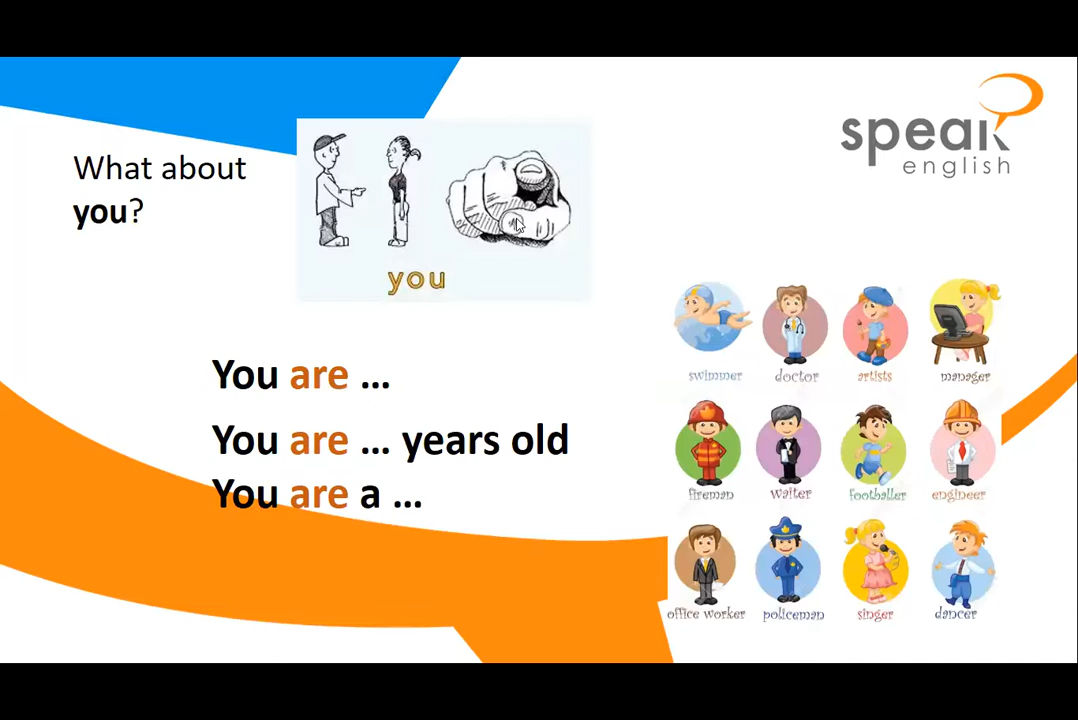 What about
you?
you
speak
english
You are ...
You are ... years old
You are a ...
swimmer doctor artists manager
fireman waiter footballer engineer
office worker policeman singer dancer